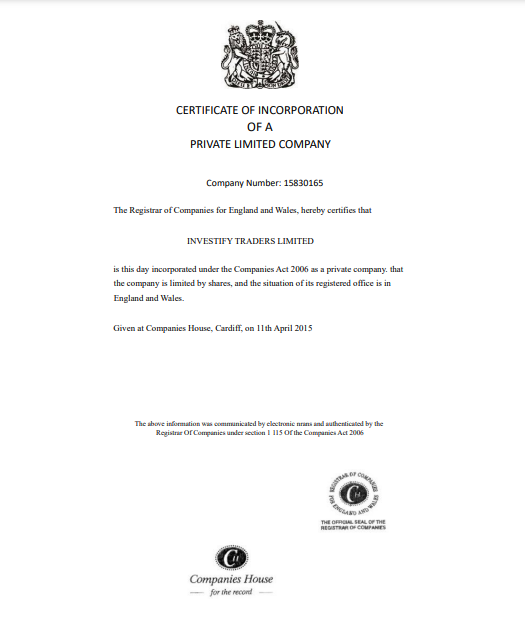 CERTIFICATE OF INCORPORATION
OF A
PRIVATE LIMITED COMPANY
Company Number: 15830165
The Registrar of Companies for England and Wales, hereby certifies that
INVESTIFY TRADERS LIMITED
is this day incorporated under the Companies Act 2006 as a private company. that
the company is limited by shares, and the situation of its registered office is in
England and Wales.
Given at Companies House, Cardiff, on 11th April 2015
The above information was communicated by electronic nrans and authenticated by the
Registrar Of Companies under section 1 115 Of the Companies Act 2006
REGISTRAR OF COMPANIES
FOR ENGLAND AND WALES
CH
THE OFFICIAL SEAL OF THE
REGISTRAR OF COMPANIES
CH
Companies House
for the record